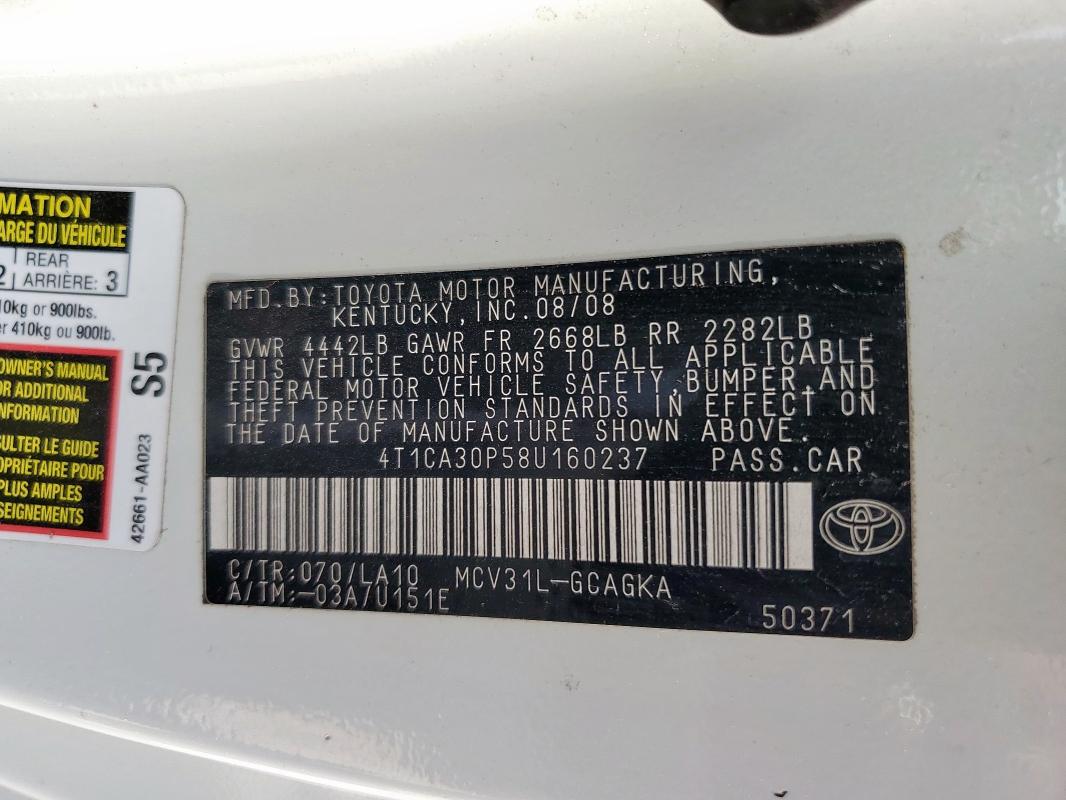 MATION
ARGE DU VÉHICULE
2 REAR
ARRIÈRE: 3
10kg or 900lbs.
er 410kg ou 900lb.
OWNER'S MANUAL
OR ADDITIONAL
NFORMATION
SULTER LE GUIDE
OPRIÉTAIRE POUR
PLUS AMPLES
SEIGNEMENTS
S5
42661-AA023
MFD.BY:TOYOTA MOTOR MANUFACTURING,
KENTUCKY,INC.08/08
GVWR 4442LB GAWR FR 2668LB RR 2282LB
THIS VEHICLE CONFORMS TO ALL APPLICABLE
FEDERAL MOTOR VEHICLE SAFETY,BUMPER,AND
THEFT PREVENTION STANDARDS IN EFFECT ON
THE DATE OF MANUFACTURE SHOWN ABOVE.
4T1CA30P58U160237 PASS.CAR
C/TR:070/LA10 MCV31L-GCAGKA
A/TM:-03A/U151E
50371